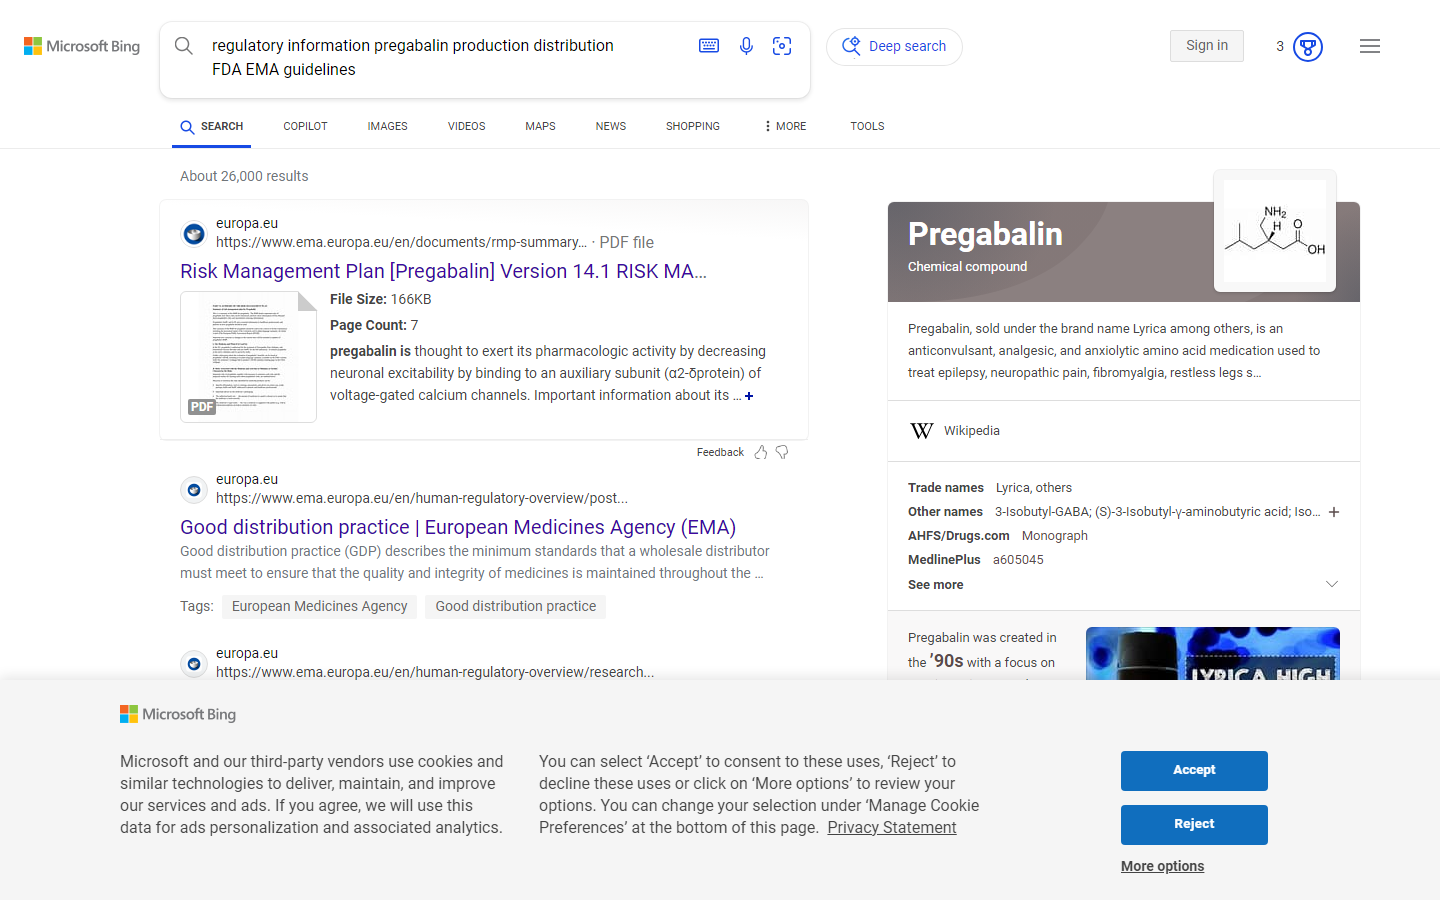 Microsoft Bing
regulatory information pregabalin production distribution
FDA EMA guidelines
Deep search
Sign in
3
SEARCH
COPILOT
IMAGES
VIDEOS
MAPS
NEWS
SHOPPING
MORE
TOOLS
About 26,000 results
europa.eu
https://www.ema.europa.eu/en/documents/rmp-summary… · PDF file
Risk Management Plan [Pregabalin] Version 14.1 RISK MA…
PDF
File Size: 166KB
Page Count: 7
pregabalin is thought to exert its pharmacologic activity by decreasing
neuronal excitability by binding to an auxiliary subunit (α2-δprotein) of
voltage-gated calcium channels. Important information about its …
Feedback
europa.eu
https://www.ema.europa.eu/en/human-regulatory-overview/post…
Good distribution practice | European Medicines Agency (EMA)
Good distribution practice (GDP) describes the minimum standards that a wholesale distributor
must meet to ensure that the quality and integrity of medicines is maintained throughout the …
Tags:
European Medicines Agency
Good distribution practice
europa.eu
https://www.ema.europa.eu/en/human-regulatory-overview/research…
Pregabalin
Chemical compound
NH2
H
O
OH
Pregabalin, sold under the brand name Lyrica among others, is an
anticonvulsant, analgesic, and anxiolytic amino acid medication used to
treat epilepsy, neuropathic pain, fibromyalgia, restless legs s…
W Wikipedia
Trade names Lyrica, others
Other names 3-Isobutyl-GABA; (S)-3-Isobutyl-γ-aminobutyric acid; Iso…
AHFS/Drugs.com Monograph
MedlinePlus a605045
See more
Pregabalin was created in
the '90s with a focus on
LYRICA HIGH
Microsoft Bing
Microsoft and our third-party vendors use cookies and
similar technologies to deliver, maintain, and improve
our services and ads. If you agree, we will use this
data for ads personalization and associated analytics.
You can select ‘Accept’ to consent to these uses, ‘Reject’ to
decline these uses or click on ‘More options’ to review your
options. You can change your selection under ‘Manage Cookie
Preferences’ at the bottom of this page. Privacy Statement
Accept
Reject
More options